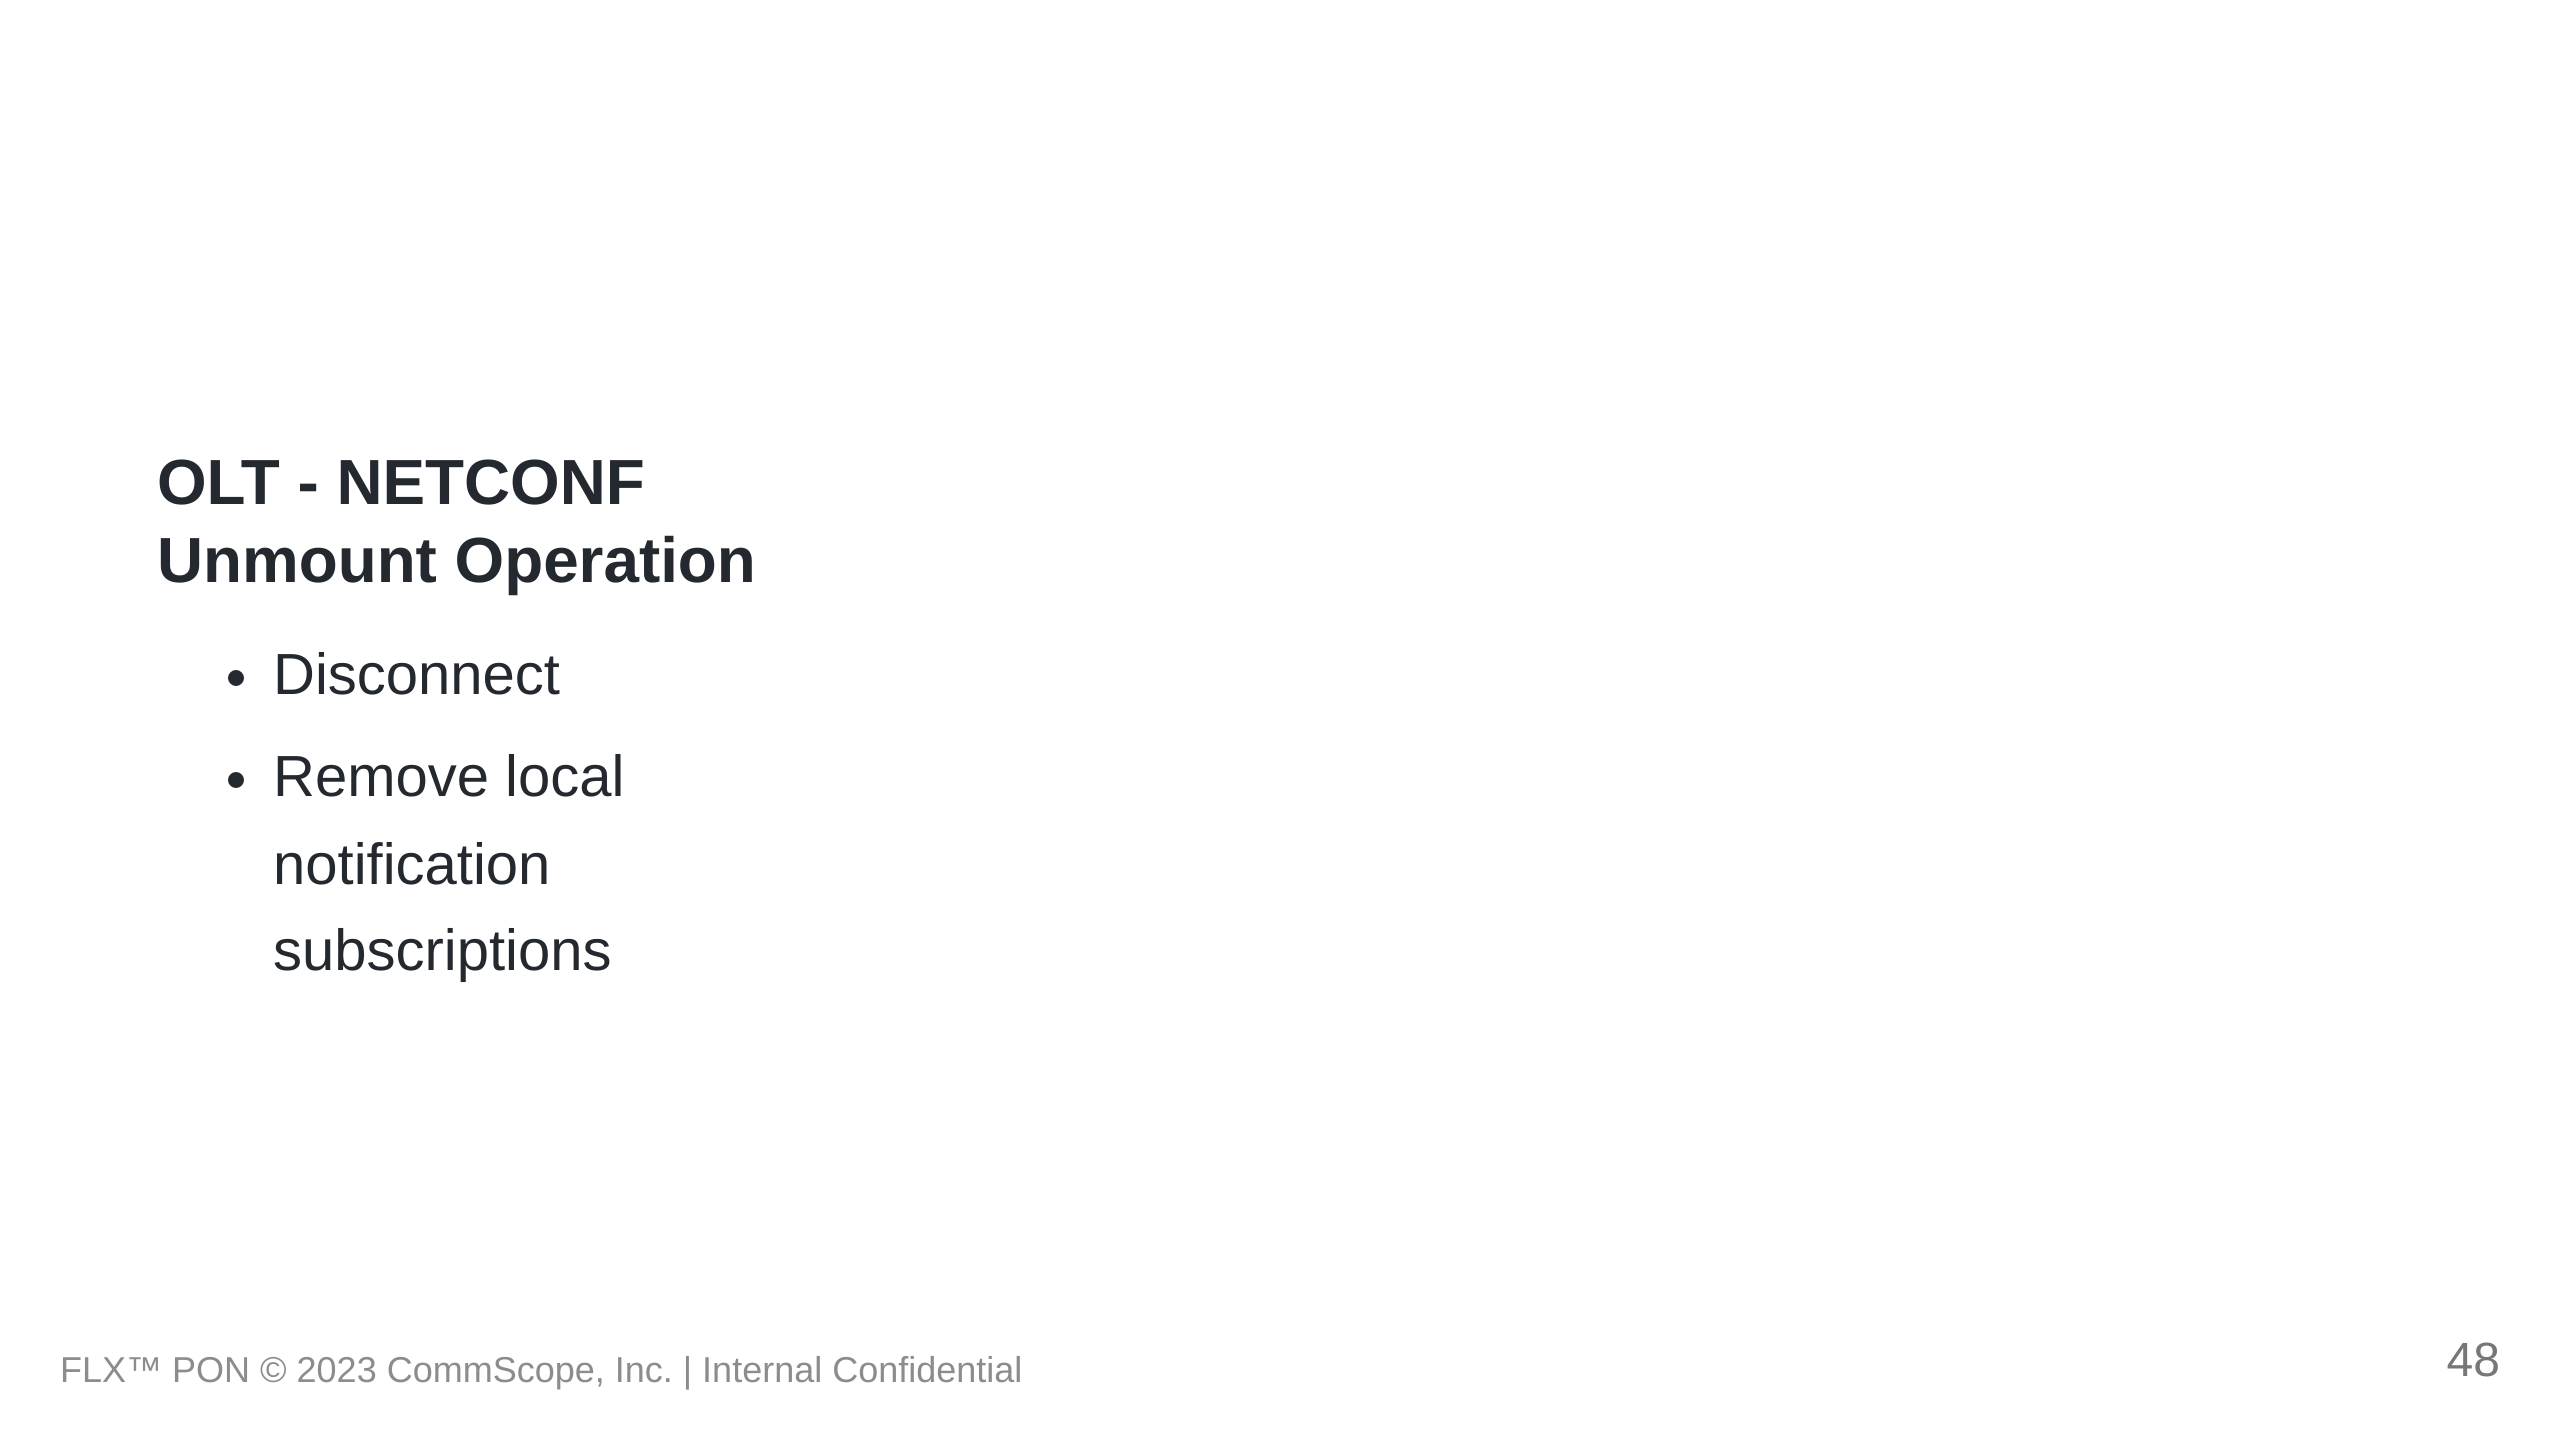 OLT - NETCONF
Unmount Operation
• Disconnect
• Remove local
notification
subscriptions
FLX™ PON © 2023 CommScope, Inc. | Internal Confidential
48